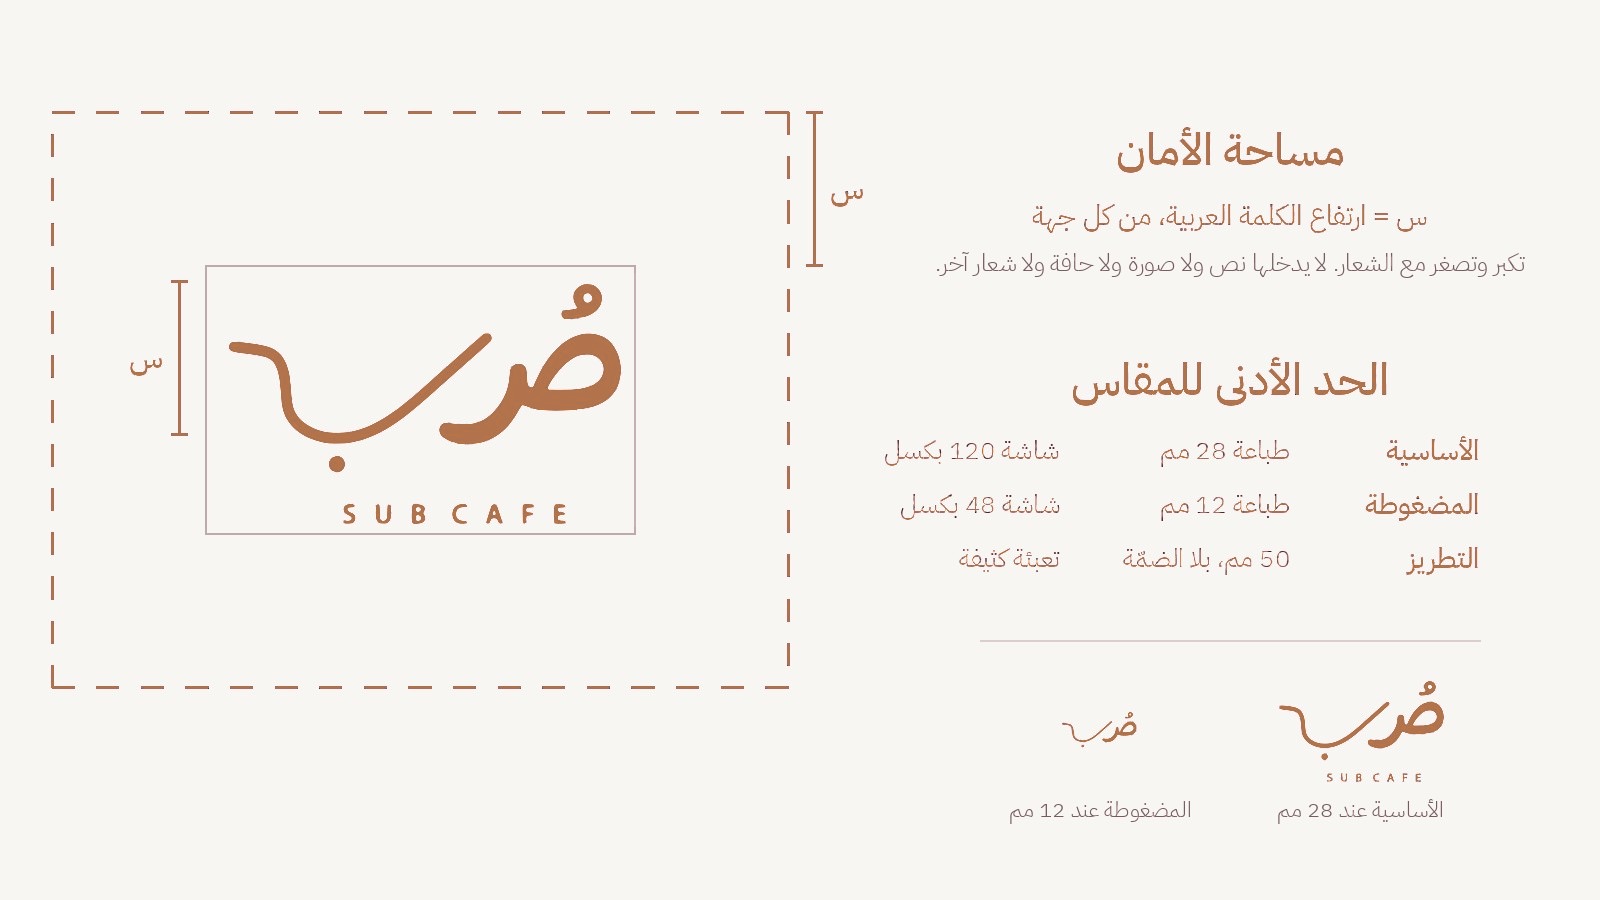 مساحة الأمان
س = ارتفاع الكلمة العربية، من كل جهة
تكبر وتصغر مع الشعار. لا يدخلها نص ولا صورة ولا حافة ولا شعار آخر.
س
س
صُرب
SUB CAFE
الحد الأدنى للمقاس
الأساسية طباعة 28 مم شاشة 120 بكسل
المضغوطة طباعة 12 مم شاشة 48 بكسل
التطريز 50 مم، بلا الضمّة تعبئة كثيفة
صُرب
SUB CAFE
صُرب
الأساسية عند 28 مم
المضغوطة عند 12 مم